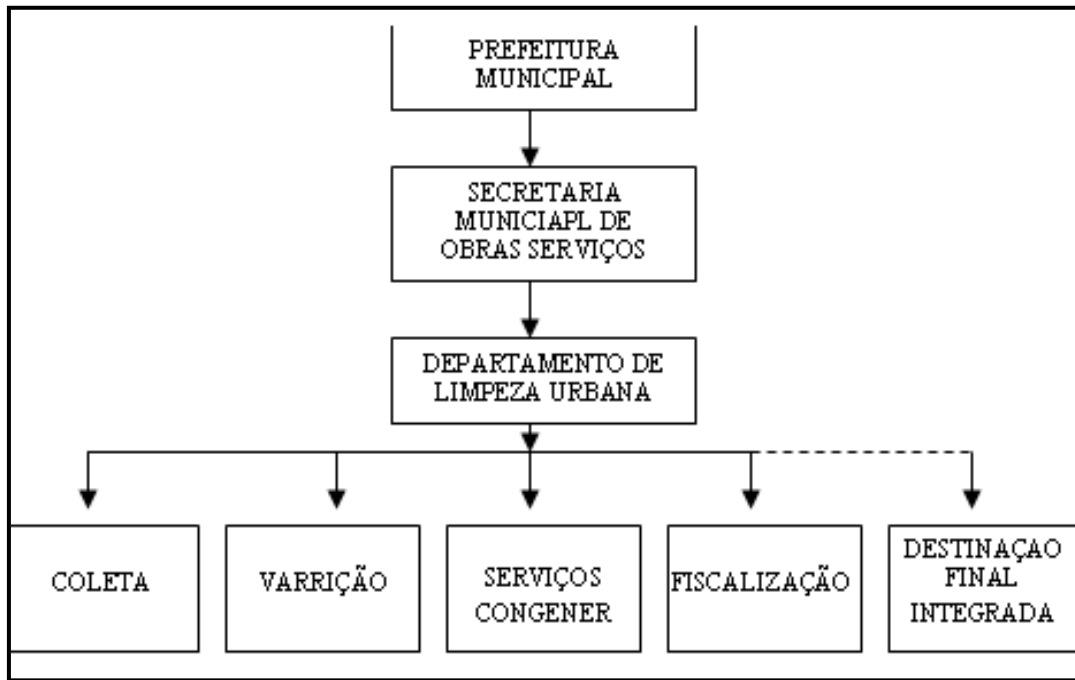 PREFEITURA
MUNICIPAL
SECRETARIA
MUNICIAPL DE
OBRAS SERVIÇOS
DEPARTAMENTO DE
LIMPEZA URBANA
COLETA
VARRIÇÃO
SERVIÇOS
CONGENER
FISCALIZAÇÃO
DESTINAÇAO
FINAL
INTEGRADA